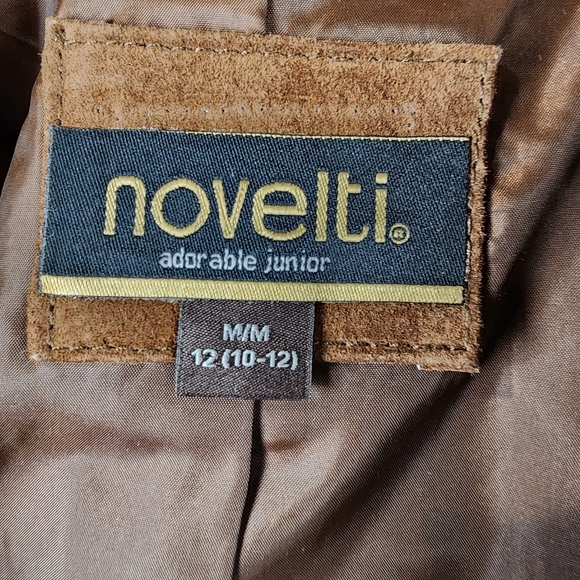 novelti®
adorable junior
M/M
12 (10-12)